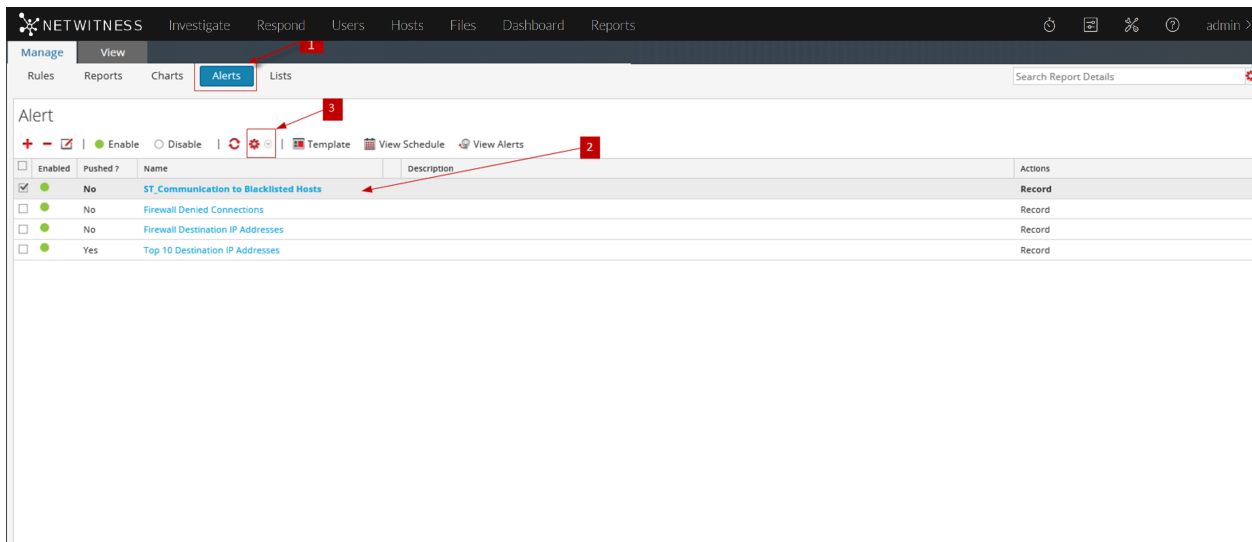 NETWITNESS Investigate Respond Users Hosts Files Dashboard Reports admin
Manage View 1
Rules Reports Charts Alerts Lists Search Report Details
Alert 3
Enable Disable Template View Schedule View Alerts 2
Enabled Pushed ? Name Description Actions
No ST_Communication to Blacklisted Hosts Record
No Firewall Denied Connections Record
No Firewall Destination IP Addresses Record
Yes Top 10 Destination IP Addresses Record